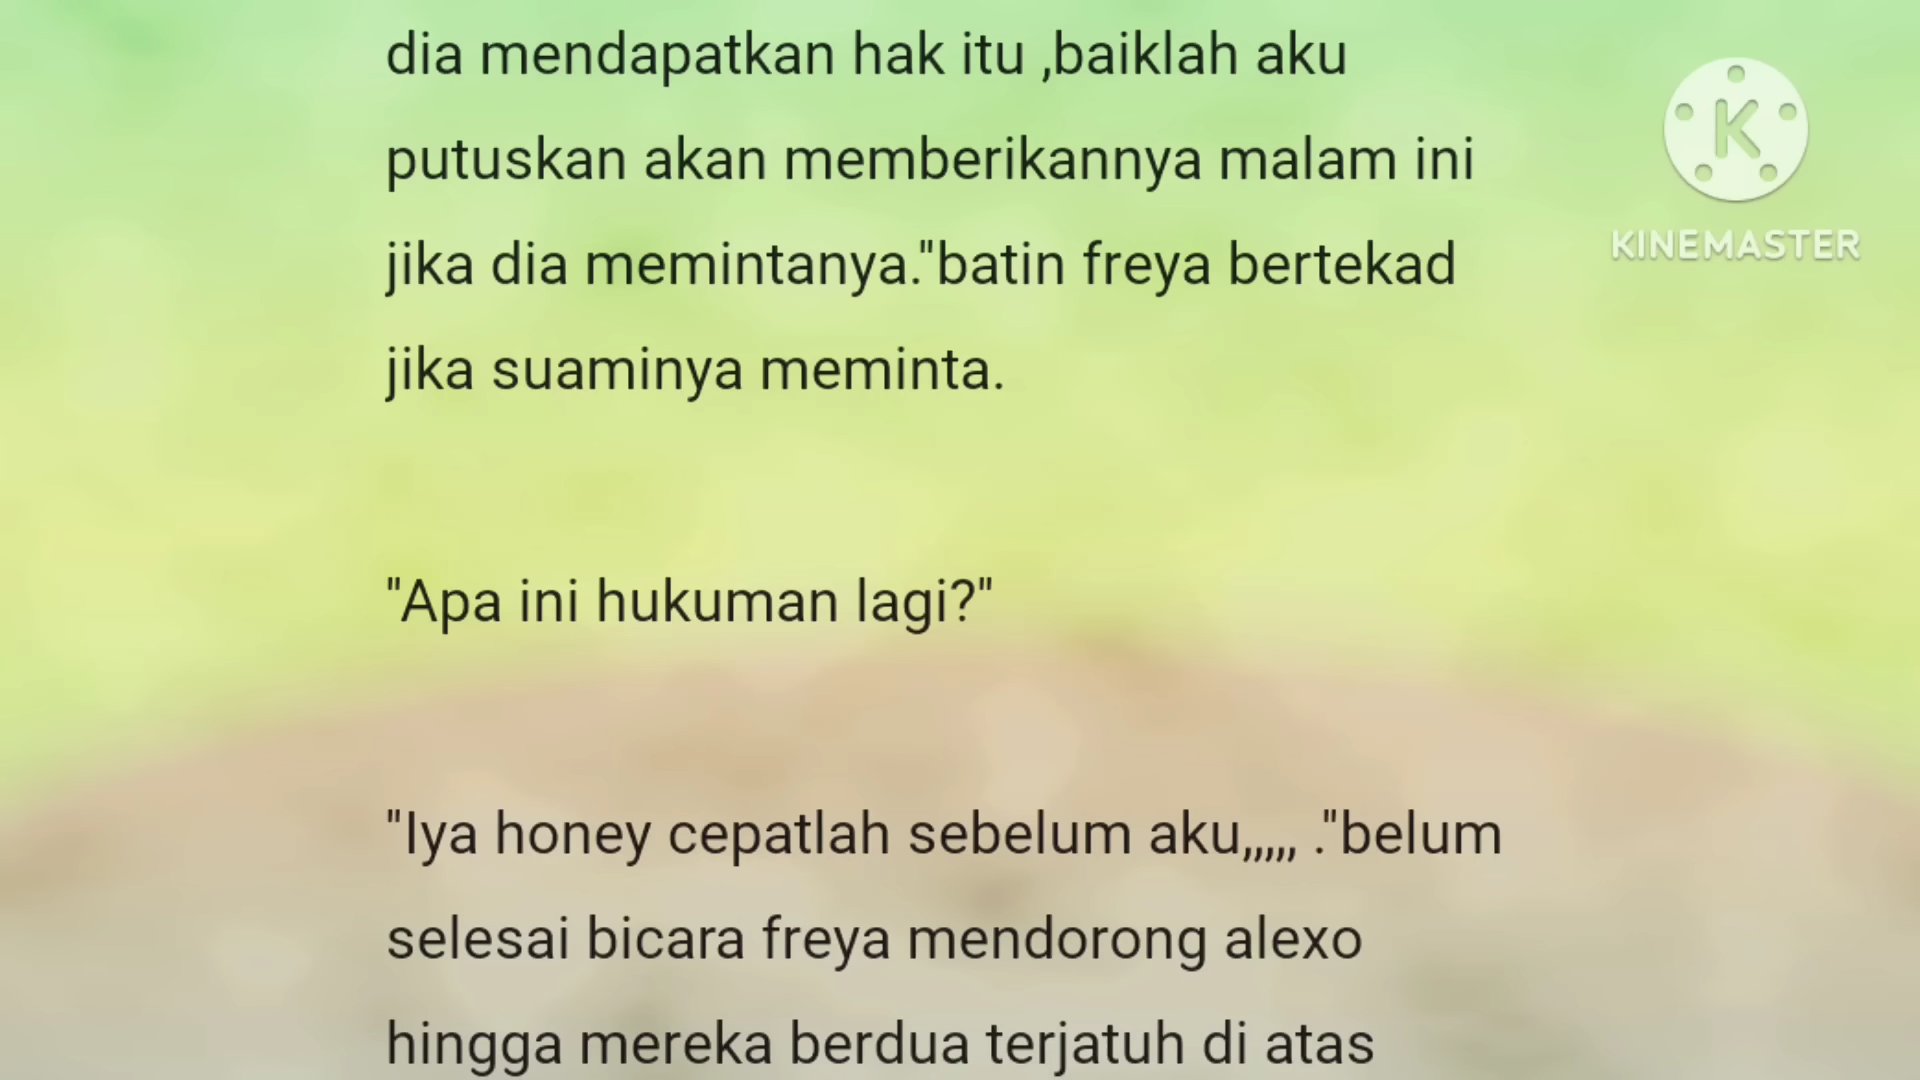 dia mendapatkan hak itu ,baiklah aku
putuskan akan memberikannya malam ini
jika dia memintanya."batin freya bertekad
jika suaminya meminta.
"Apa ini hukuman lagi?"
"Iya honey cepatlah sebelum aku,,,,, ."belum
selesai bicara freya mendorong alexo
hingga mereka berdua terjatuh di atas
K
KINEMASTER